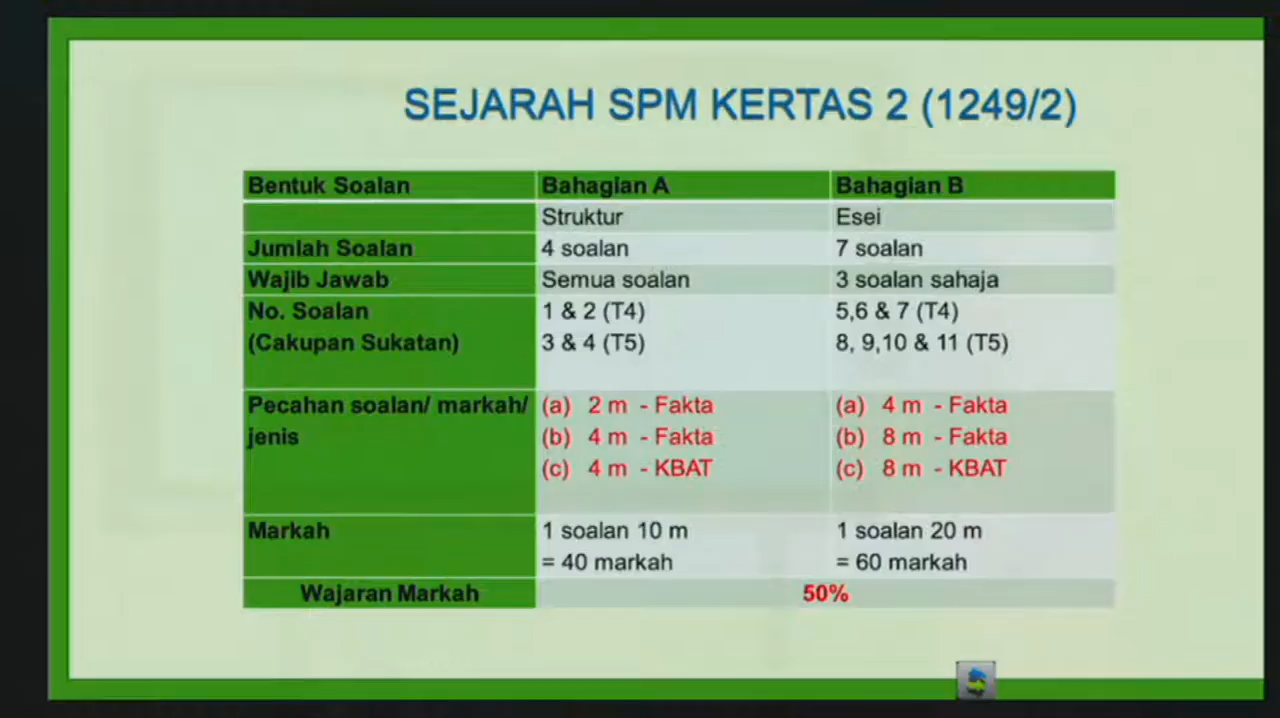 SEJARAH SPM KERTAS 2 (1249/2)
Bentuk Soalan Bahagian A Bahagian B
Struktur Esei
Jumlah Soalan 4 soalan 7 soalan
Wajib Jawab Semua soalan 3 soalan sahaja
No. Soalan 1 & 2 (T4) 5,6 & 7 (T4)
(Cakupan Sukatan) 3 & 4 (T5) 8, 9,10 & 11 (T5)
Pecahan soalan/ markah/ (a) 2 m - Fakta (a) 4 m - Fakta
jenis (b) 4 m - Fakta (b) 8 m - Fakta
(c) 4 m - KBAT (c) 8 m - KBAT
Markah 1 soalan 10 m 1 soalan 20 m
= 40 markah = 60 markah
Wajaran Markah 50%